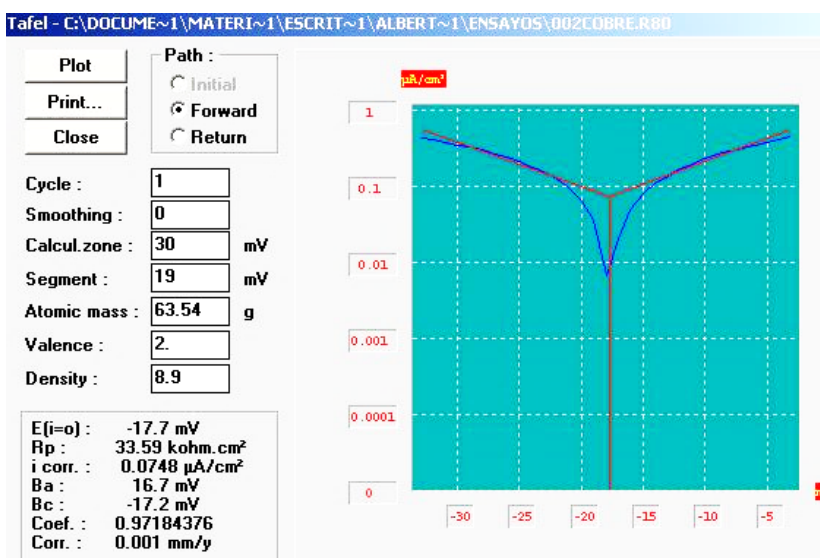 Tafel - C:\DOCUME~1\MATERI~1\ESCRIT~1\ALBERT~1\ENSAYOS\002COBRE.R80
Plot
Print...
Close
Path :
Initial
Forward
Return
Cycle : 1
Smoothing : 0
Calcul.zone : 30 mV
Segment : 19 mV
Atomic mass : 63.54 g
Valence : 2.
Density : 8.9
E(i=o) : -17.7 mV
Rp : 33.59 kohm.cm²
i corr. : 0.0748 µA/cm²
Ba : 16.7 mV
Bc : -17.2 mV
Coef. : 0.97184376
Corr. : 0.001 mm/y
µA/cm²
1
0.1
0.01
0.001
0.0001
0
-30 -25 -20 -15 -10 -5